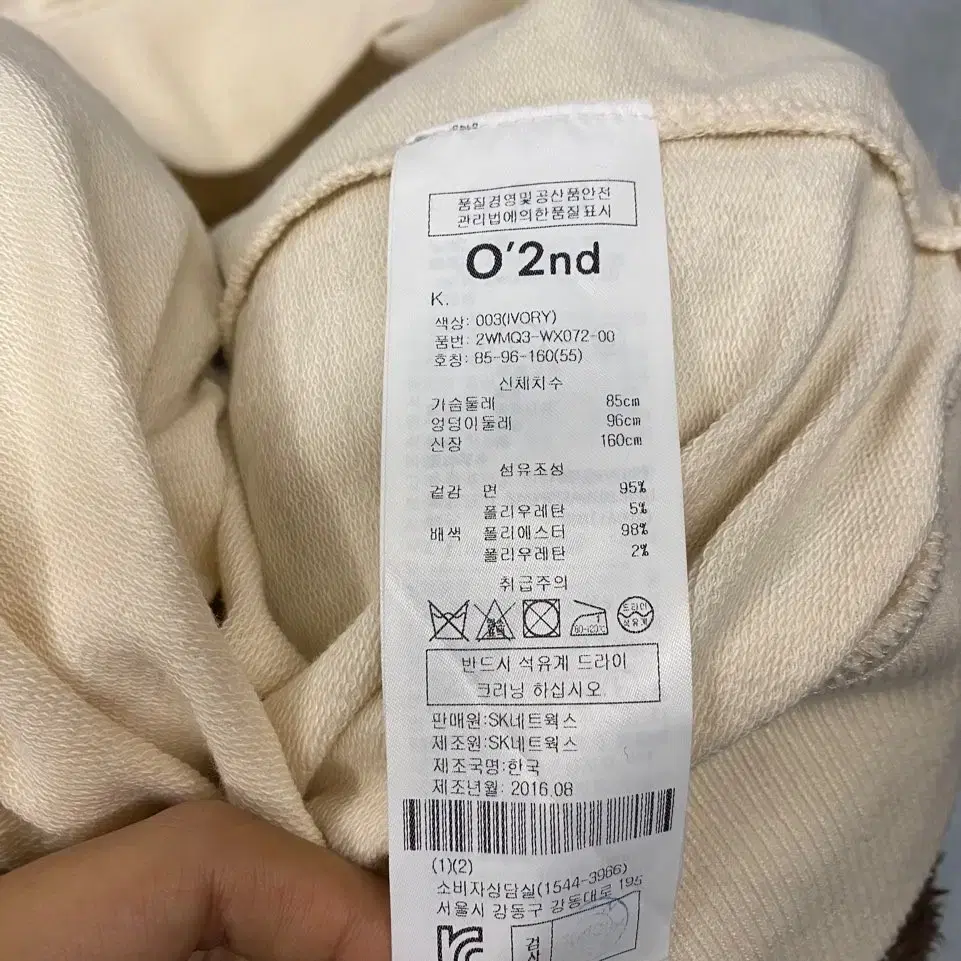 품질경영및공산품안전
관리법에의한품질표시
O'2nd
K.
색상: 003(IVORY)
품번: 2WMQ3-WX072-00
호칭: 85-96-160(55)
신체치수
가슴둘레 85cm
엉덩이둘레 96cm
신장 160cm
섬유조성
겉감 면 95%
폴리우레탄 5%
배색 폴리에스터 98%
폴리우레탄 2%
취급주의
드라이
석유계
반드시 석유계 드라이
크리닝 하십시오.
판매원:SK네트웍스
제조원:SK네트웍스
제조국명:한국
제조년월: 2016.08
(1)(2)
소비자상담실(1544-3966)
서울시 강동구 강동대로 195
검사